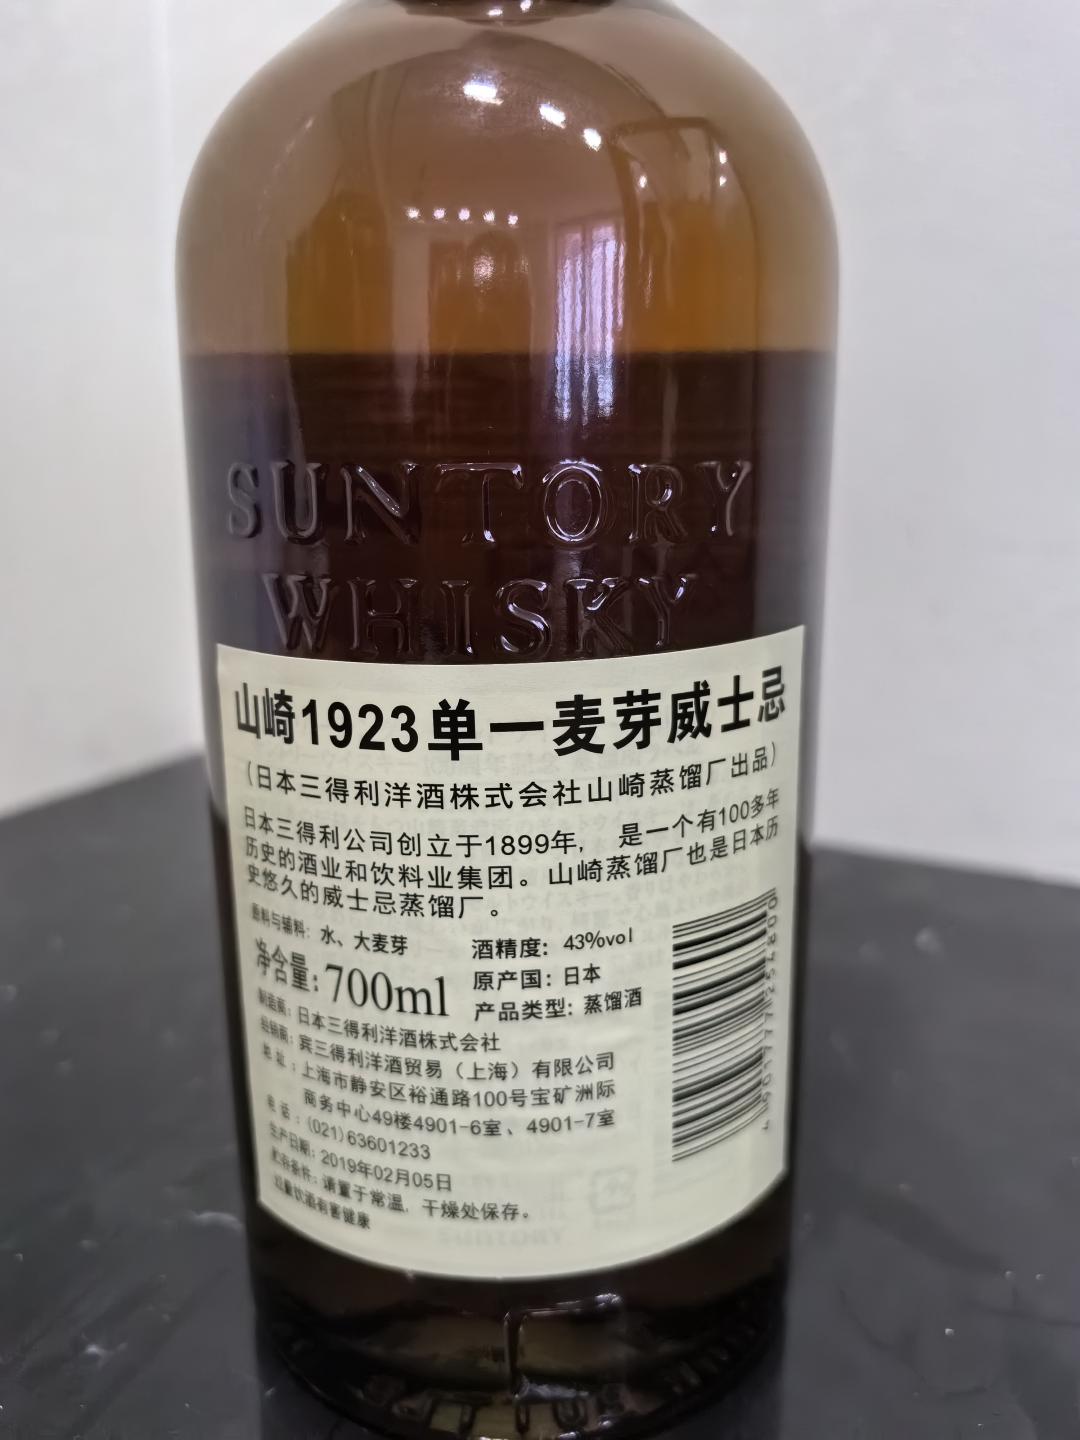 SUNTORY
WHISKY
山崎1923单一麦芽威士忌
(日本三得利洋酒株式会社山崎蒸馏厂出品)
日本三得利公司创立于1899年, 是一个有100多年
历史的酒业和饮料业集团。山崎蒸馏厂也是日本历
史悠久的威士忌蒸馏厂。
原料与辅料: 水、大麦芽
酒精度: 43%vol
净含量: 700ml
原产国: 日本
产品类型: 蒸馏酒
制造商: 日本三得利洋酒株式会社
经销商: 宾三得利洋酒贸易（上海）有限公司
地 址: 上海市静安区裕通路100号宝矿洲际
商务中心49楼4901-6室、4901-7室
电 话: (021)63601233
生产日期: 2019年02月05日
贮存条件: 请置于常温, 干燥处保存。
过量饮酒有害健康